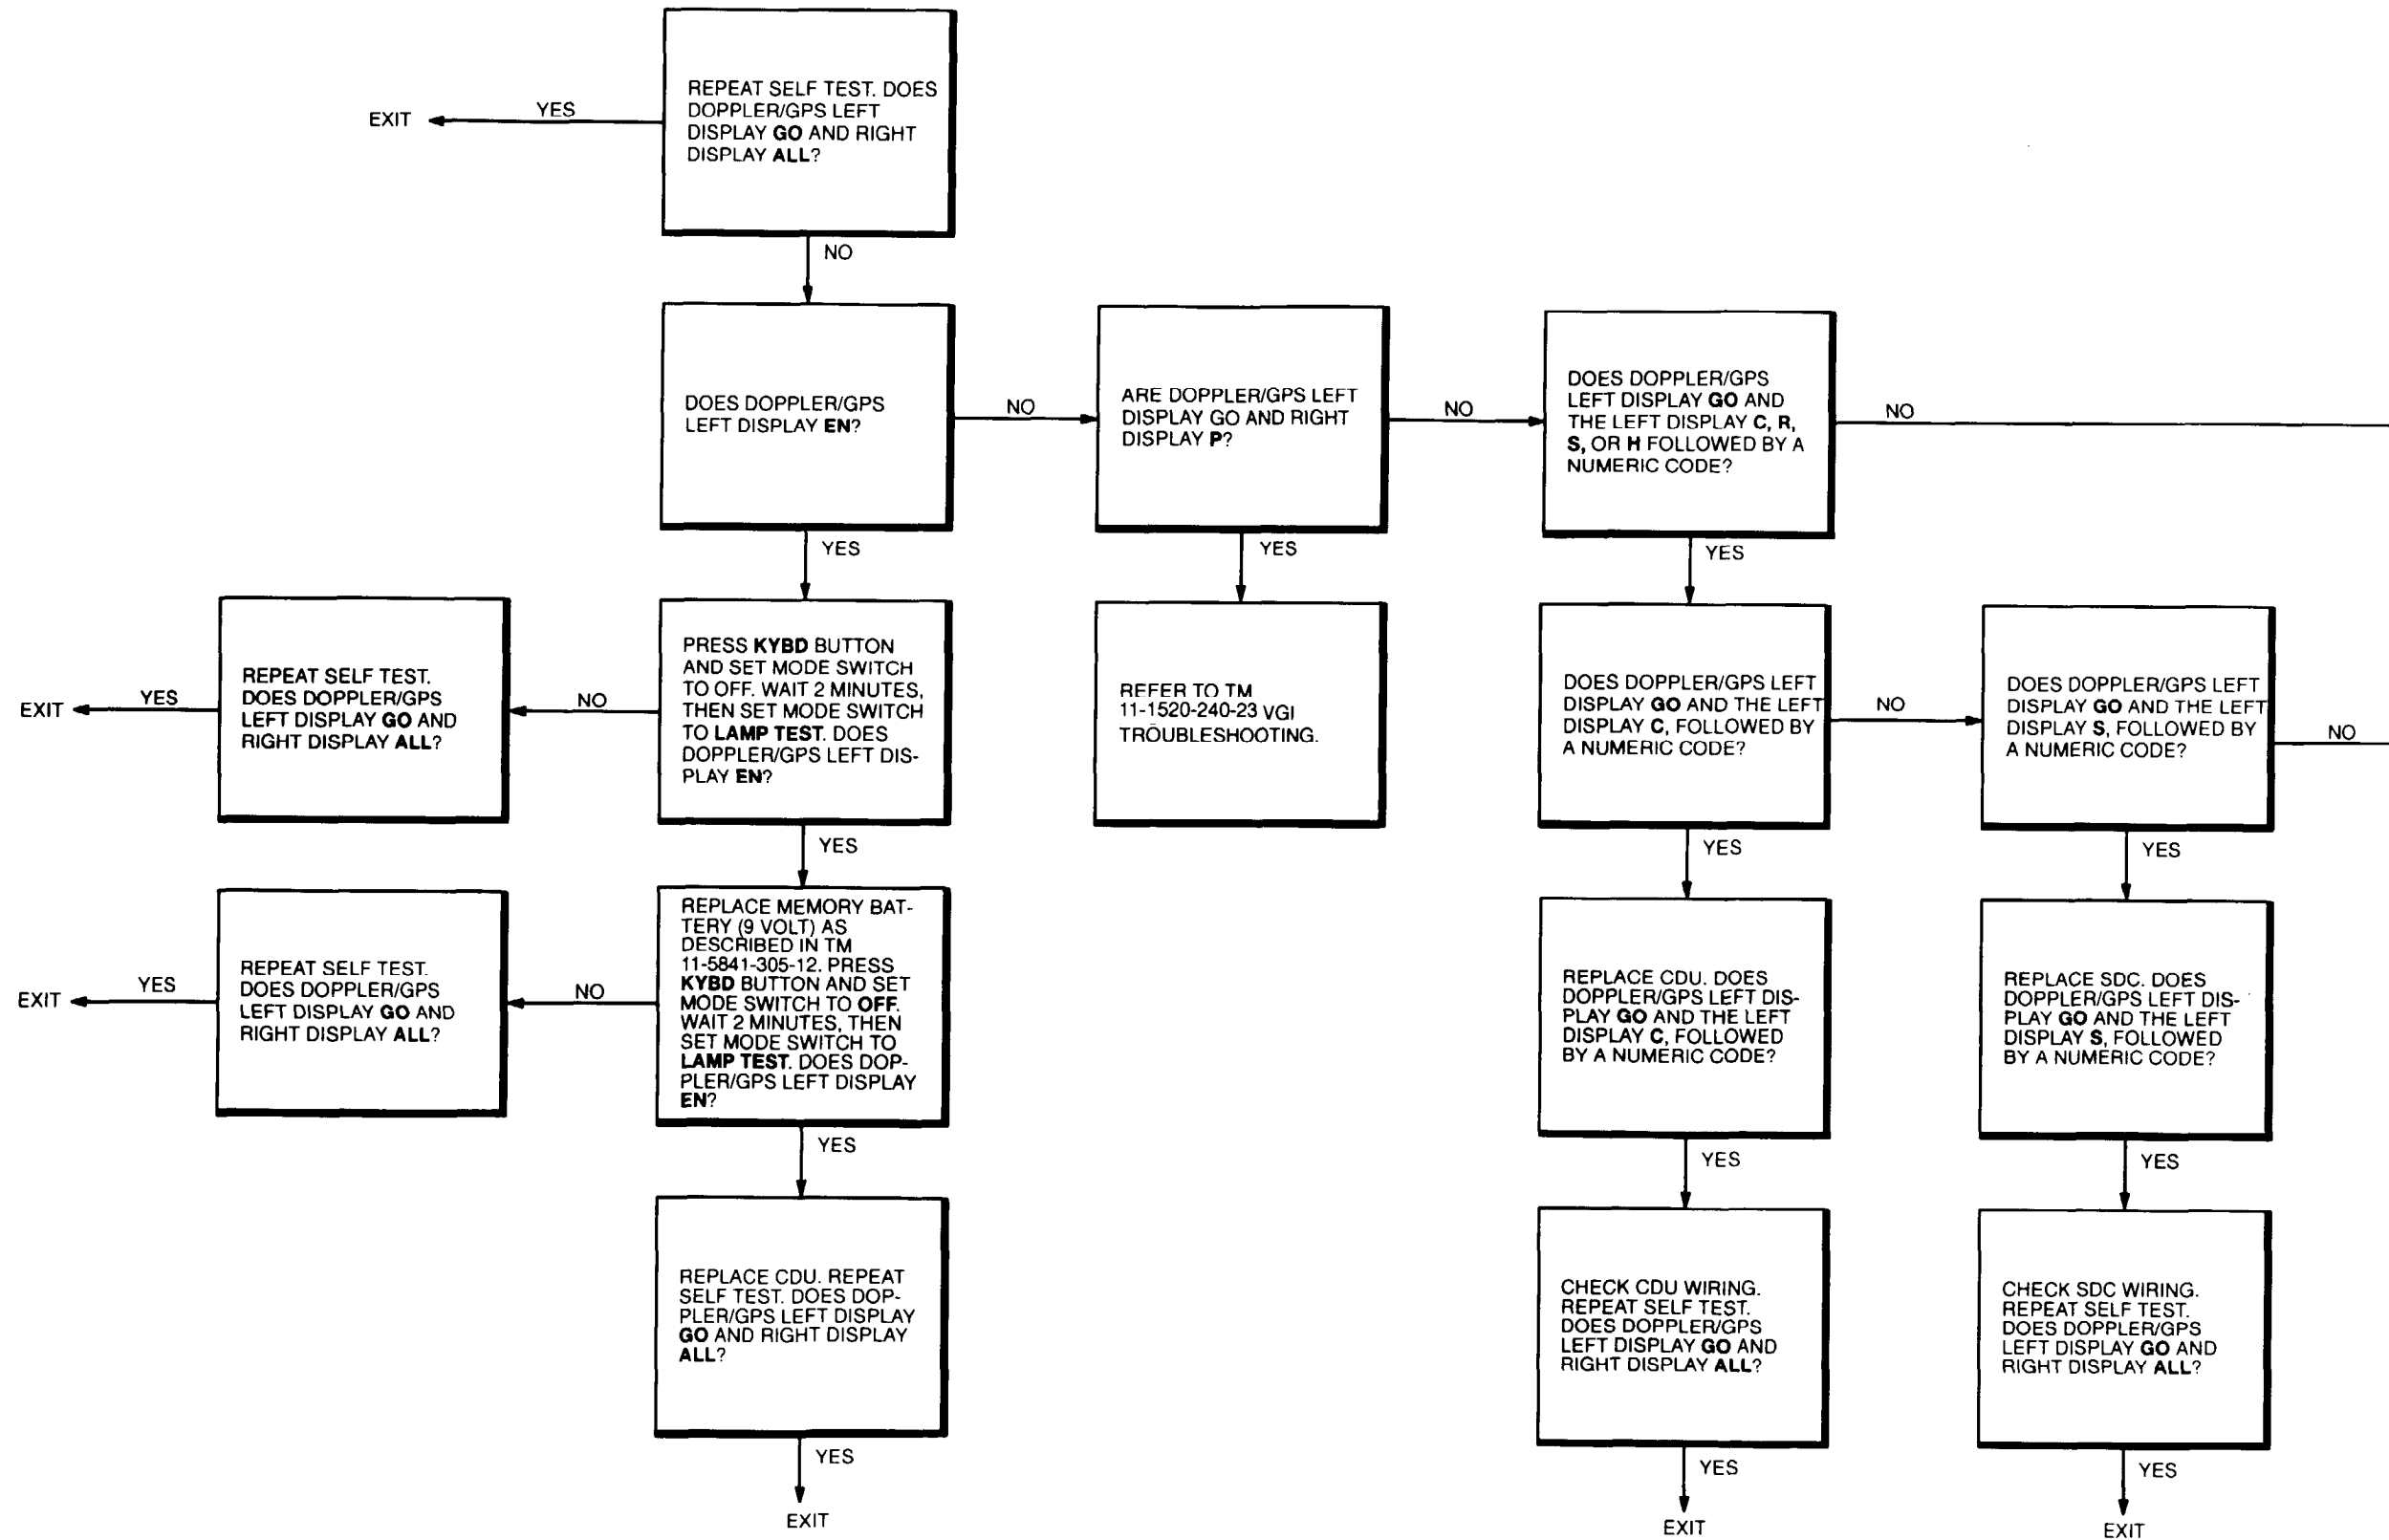 REPEAT SELF TEST. DOES
DOPPLER/GPS LEFT
DISPLAY GO AND RIGHT
DISPLAY ALL?
YES
EXIT
NO
DOES DOPPLER/GPS
LEFT DISPLAY EN?
NO
ARE DOPPLER/GPS LEFT
DISPLAY GO AND RIGHT
DISPLAY P?
NO
DOES DOPPLER/GPS
LEFT DISPLAY GO AND
THE LEFT DISPLAY C, R,
S, OR H FOLLOWED BY A
NUMERIC CODE?
NO
YES
YES
YES
REPEAT SELF TEST.
DOES DOPPLER/GPS
LEFT DISPLAY GO AND
RIGHT DISPLAY ALL?
YES
EXIT
NO
PRESS KYBD BUTTON
AND SET MODE SWITCH
TO OFF. WAIT 2 MINUTES,
THEN SET MODE SWITCH
TO LAMP TEST. DOES
DOPPLER/GPS LEFT DIS-
PLAY EN?
REFER TO TM
11-1520-240-23 VGI
TROUBLESHOOTING.
DOES DOPPLER/GPS LEFT
DISPLAY GO AND THE LEFT
DISPLAY C, FOLLOWED BY
A NUMERIC CODE?
NO
DOES DOPPLER/GPS LEFT
DISPLAY GO AND THE LEFT
DISPLAY S, FOLLOWED BY
A NUMERIC CODE?
NO
YES
YES
YES
REPEAT SELF TEST.
DOES DOPPLER/GPS
LEFT DISPLAY GO AND
RIGHT DISPLAY ALL?
YES
EXIT
NO
REPLACE MEMORY BAT-
TERY (9 VOLT) AS
DESCRIBED IN TM
11-5841-305-12. PRESS
KYBD BUTTON AND SET
MODE SWITCH TO OFF.
WAIT 2 MINUTES, THEN
SET MODE SWITCH TO
LAMP TEST. DOES DOP-
PLER/GPS LEFT DISPLAY
EN?
REPLACE CDU. DOES
DOPPLER/GPS LEFT DIS-
PLAY GO AND THE LEFT
DISPLAY C, FOLLOWED
BY A NUMERIC CODE?
REPLACE SDC. DOES
DOPPLER/GPS LEFT DIS-
PLAY GO AND THE LEFT
DISPLAY S, FOLLOWED
BY A NUMERIC CODE?
YES
YES
YES
REPLACE CDU. REPEAT
SELF TEST. DOES DOP-
PLER/GPS LEFT DISPLAY
GO AND RIGHT DISPLAY
ALL?
CHECK CDU WIRING.
REPEAT SELF TEST.
DOES DOPPLER/GPS
LEFT DISPLAY GO AND
RIGHT DISPLAY ALL?
CHECK SDC WIRING.
REPEAT SELF TEST.
DOES DOPPLER/GPS
LEFT DISPLAY GO AND
RIGHT DISPLAY ALL?
YES
YES
YES
EXIT
EXIT
EXIT